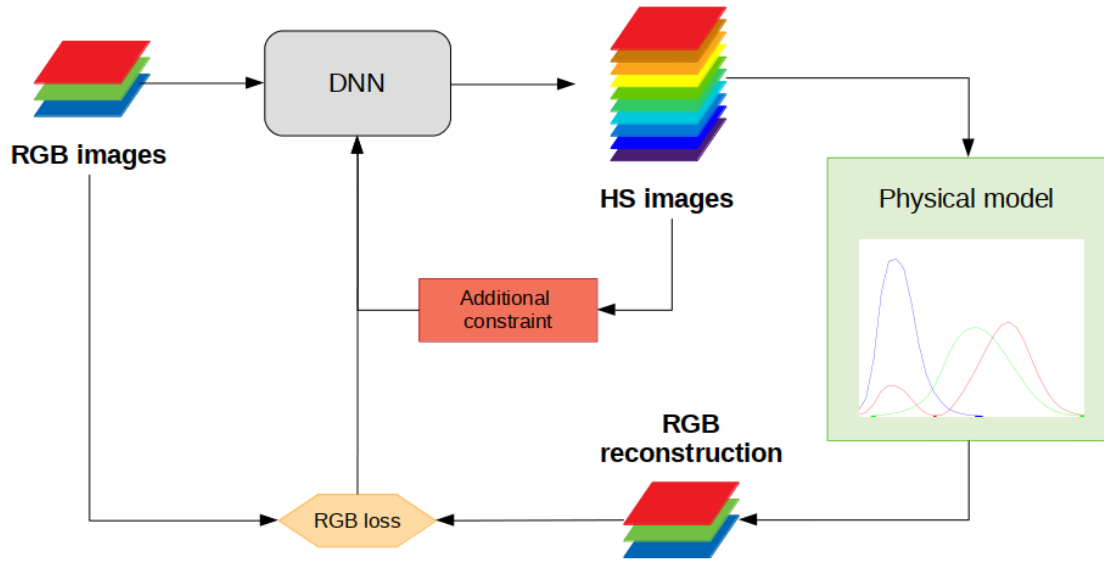 DNN
RGB images
HS images
Physical model
Additional
constraint
RGB
reconstruction
RGB loss